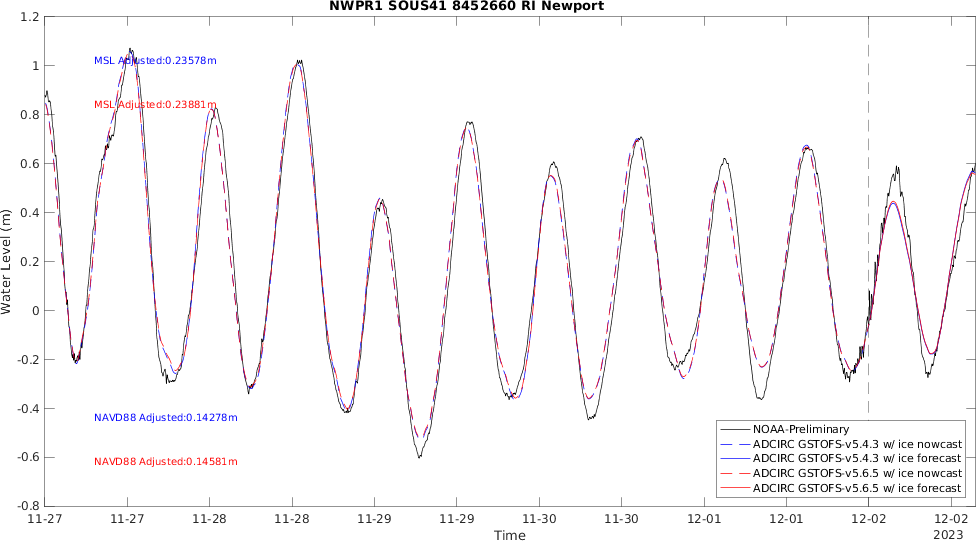 NWPR1 SOUS41 8452660 RI Newport
1.2
1
0.8
0.6
0.4
0.2
0
-0.2
-0.4
-0.6
-0.8
Water Level (m)
MSL Adjusted:0.23578m
MSL Adjusted:0.23881m
NAVD88 Adjusted:0.14278m
NAVD88 Adjusted:0.14581m
NOAA-Preliminary
ADCIRC GSTOFS-v5.4.3 w/ ice nowcast
ADCIRC GSTOFS-v5.4.3 w/ ice forecast
ADCIRC GSTOFS-v5.6.5 w/ ice nowcast
ADCIRC GSTOFS-v5.6.5 w/ ice forecast
11-27 11-27 11-28 11-28 11-29 11-29 11-30 11-30 12-01 12-01 12-02 12-02
2023
Time